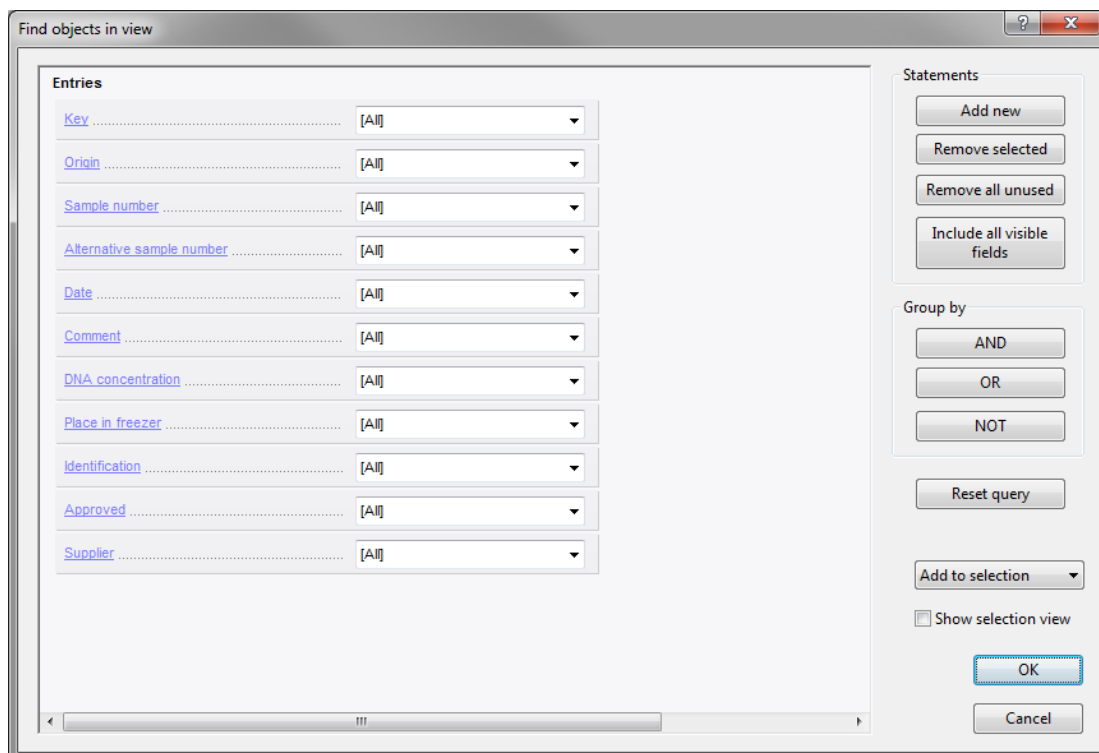 Find objects in view
Entries
Key [All]
Origin [All]
Sample number [All]
Alternative sample number [All]
Date [All]
Comment [All]
DNA concentration [All]
Place in freezer [All]
Identification [All]
Approved [All]
Supplier [All]
Statements
Add new
Remove selected
Remove all unused
Include all visible
fields
Group by
AND
OR
NOT
Reset query
Add to selection
Show selection view
OK
Cancel